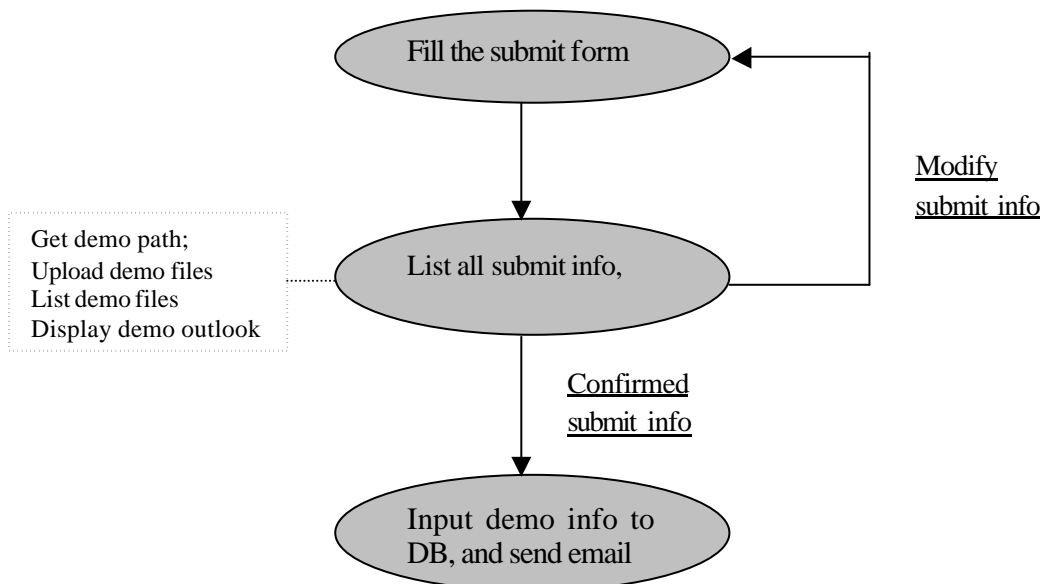 Fill the submit form
Modify
submit info
Get demo path;
Upload demo files
List demo files
Display demo outlook
List all submit info,
Confirmed
submit info
Input demo info to
DB, and send email